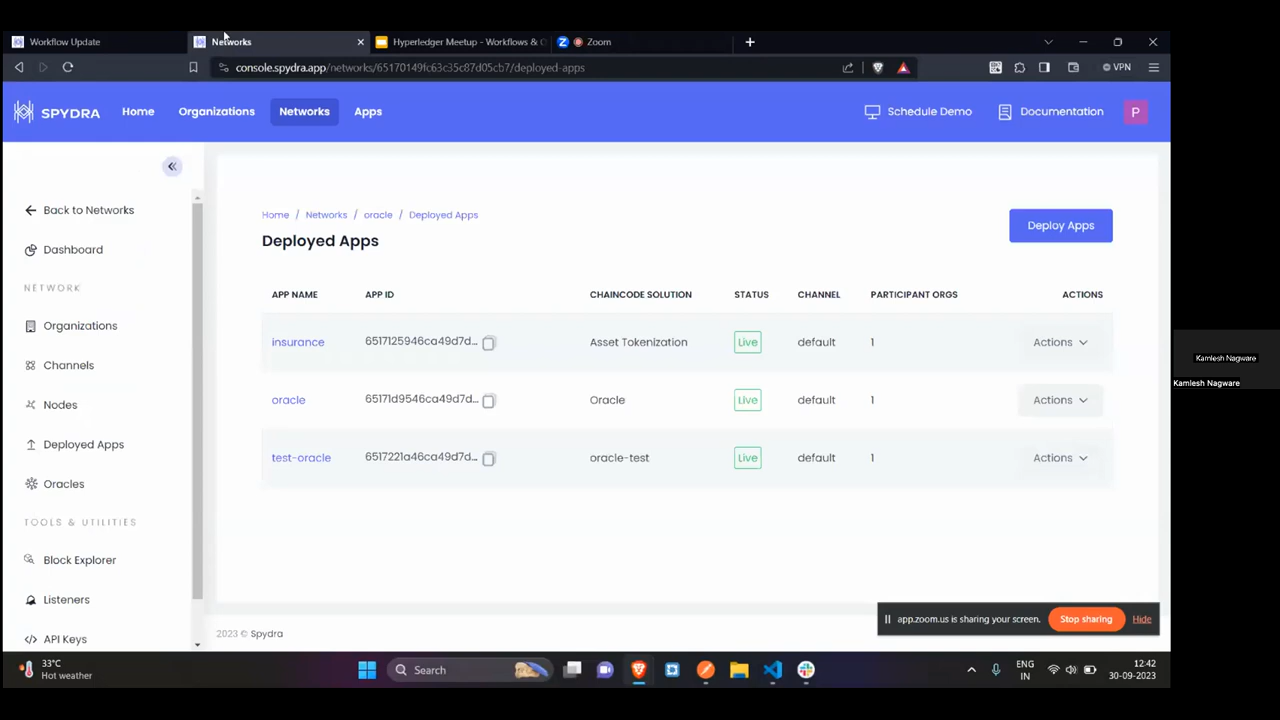 Workflow Update
Networks
Hyperledger Meetup - Workflows & C
Zoom
console.spydra.app/networks/65170149fc63c35c87d05cb7/deployed-apps
VPN
SPYDRA
Home
Organizations
Networks
Apps
Schedule Demo
Documentation
P
Back to Networks
Dashboard
NETWORK
Organizations
Channels
Nodes
Deployed Apps
Oracles
TOOLS & UTILITIES
Block Explorer
Listeners
API Keys
Home / Networks / oracle / Deployed Apps
Deployed Apps
Deploy Apps
APP NAME APP ID CHAINCODE SOLUTION STATUS CHANNEL PARTICIPANT ORGS ACTIONS
insurance 6517125946ca49d7d... Asset Tokenization Live default 1 Actions
oracle 65171d9546ca49d7d... Oracle Live default 1 Actions
test-oracle 6517221a46ca49d7d... oracle-test Live default 1 Actions
2023 © Spydra
app.zoom.us is sharing your screen.
Stop sharing
Hide
Kamlesh Nagware
Kamlesh Nagware
33°C
Hot weather
Search
ENG
IN
12:42
30-09-2023